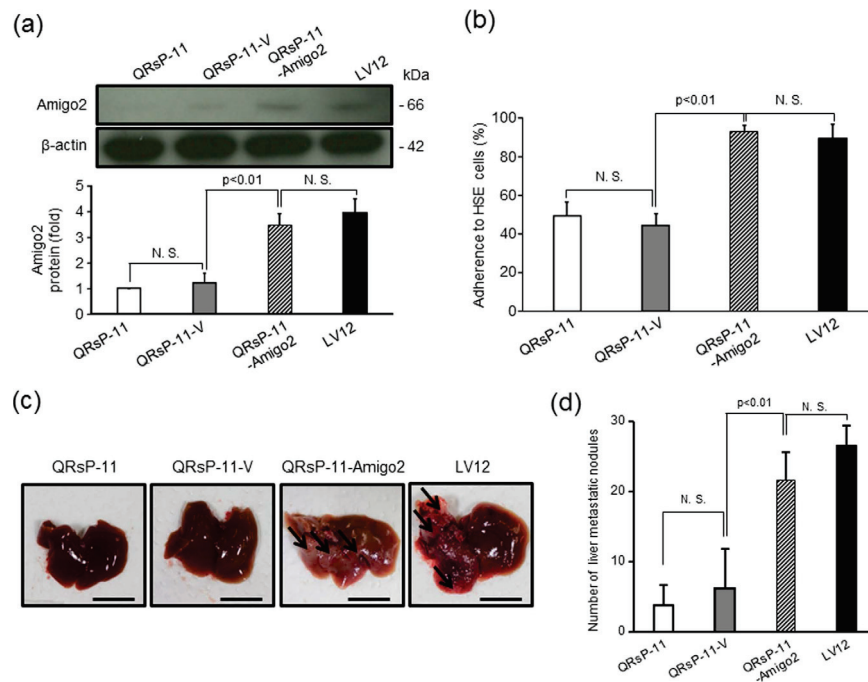 (a)
QRsP-11
QRsP-11-V
QRsP-11
-Amigo2
LV12
kDa
Amigo2
- 66
β-actin
- 42
Amigo2
protein (fold)
5
4
3
2
1
0
N. S.
p<0.01
N. S.
QRsP-11
QRsP-11-V
QRsP-11
-Amigo2
LV12
(b)
Adherence to HSE cells (%)
100
80
60
40
20
0
N. S.
p<0.01
N. S.
QRsP-11
QRsP-11-V
QRsP-11
-Amigo2
LV12
(c)
QRsP-11
QRsP-11-V
QRsP-11-Amigo2
LV12
(d)
Number of liver metastatic nodules
30
20
10
0
N. S.
p<0.01
N. S.
QRsP-11
QRsP-11-V
QRsP-11
-Amigo2
LV12